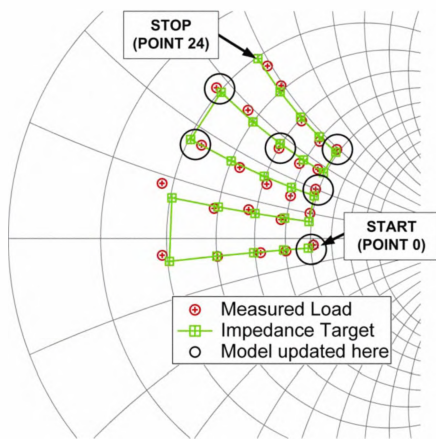 STOP
(POINT 24)
START
(POINT 0)
Measured Load
Impedance Target
Model updated here